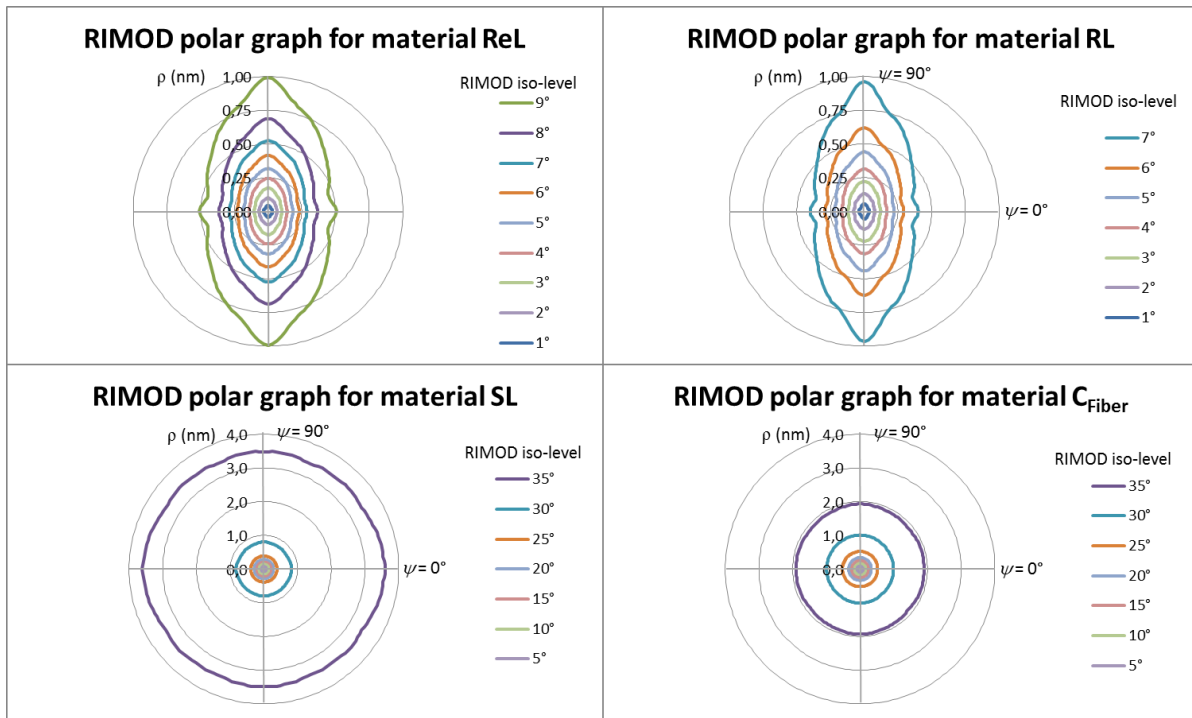 RIMOD polar graph for material ReL
ρ (nm)
1,00
0,75
0,50
0,25
0,00
RIMOD iso-level
9°
8°
7°
6°
5°
4°
3°
2°
1°
RIMOD polar graph for material RL
ρ (nm)
1,00
ψ = 90°
0,75
0,50
0,25
0,00
ψ = 0°
RIMOD iso-level
7°
6°
5°
4°
3°
2°
1°
RIMOD polar graph for material SL
ρ (nm)
4,0
ψ = 90°
3,0
2,0
1,0
0,0
ψ = 0°
RIMOD iso-level
35°
30°
25°
20°
15°
10°
5°
RIMOD polar graph for material C_Fiber
ρ (nm)
4,0
ψ = 90°
3,0
2,0
1,0
0,0
ψ = 0°
RIMOD iso-level
35°
30°
25°
20°
15°
10°
5°